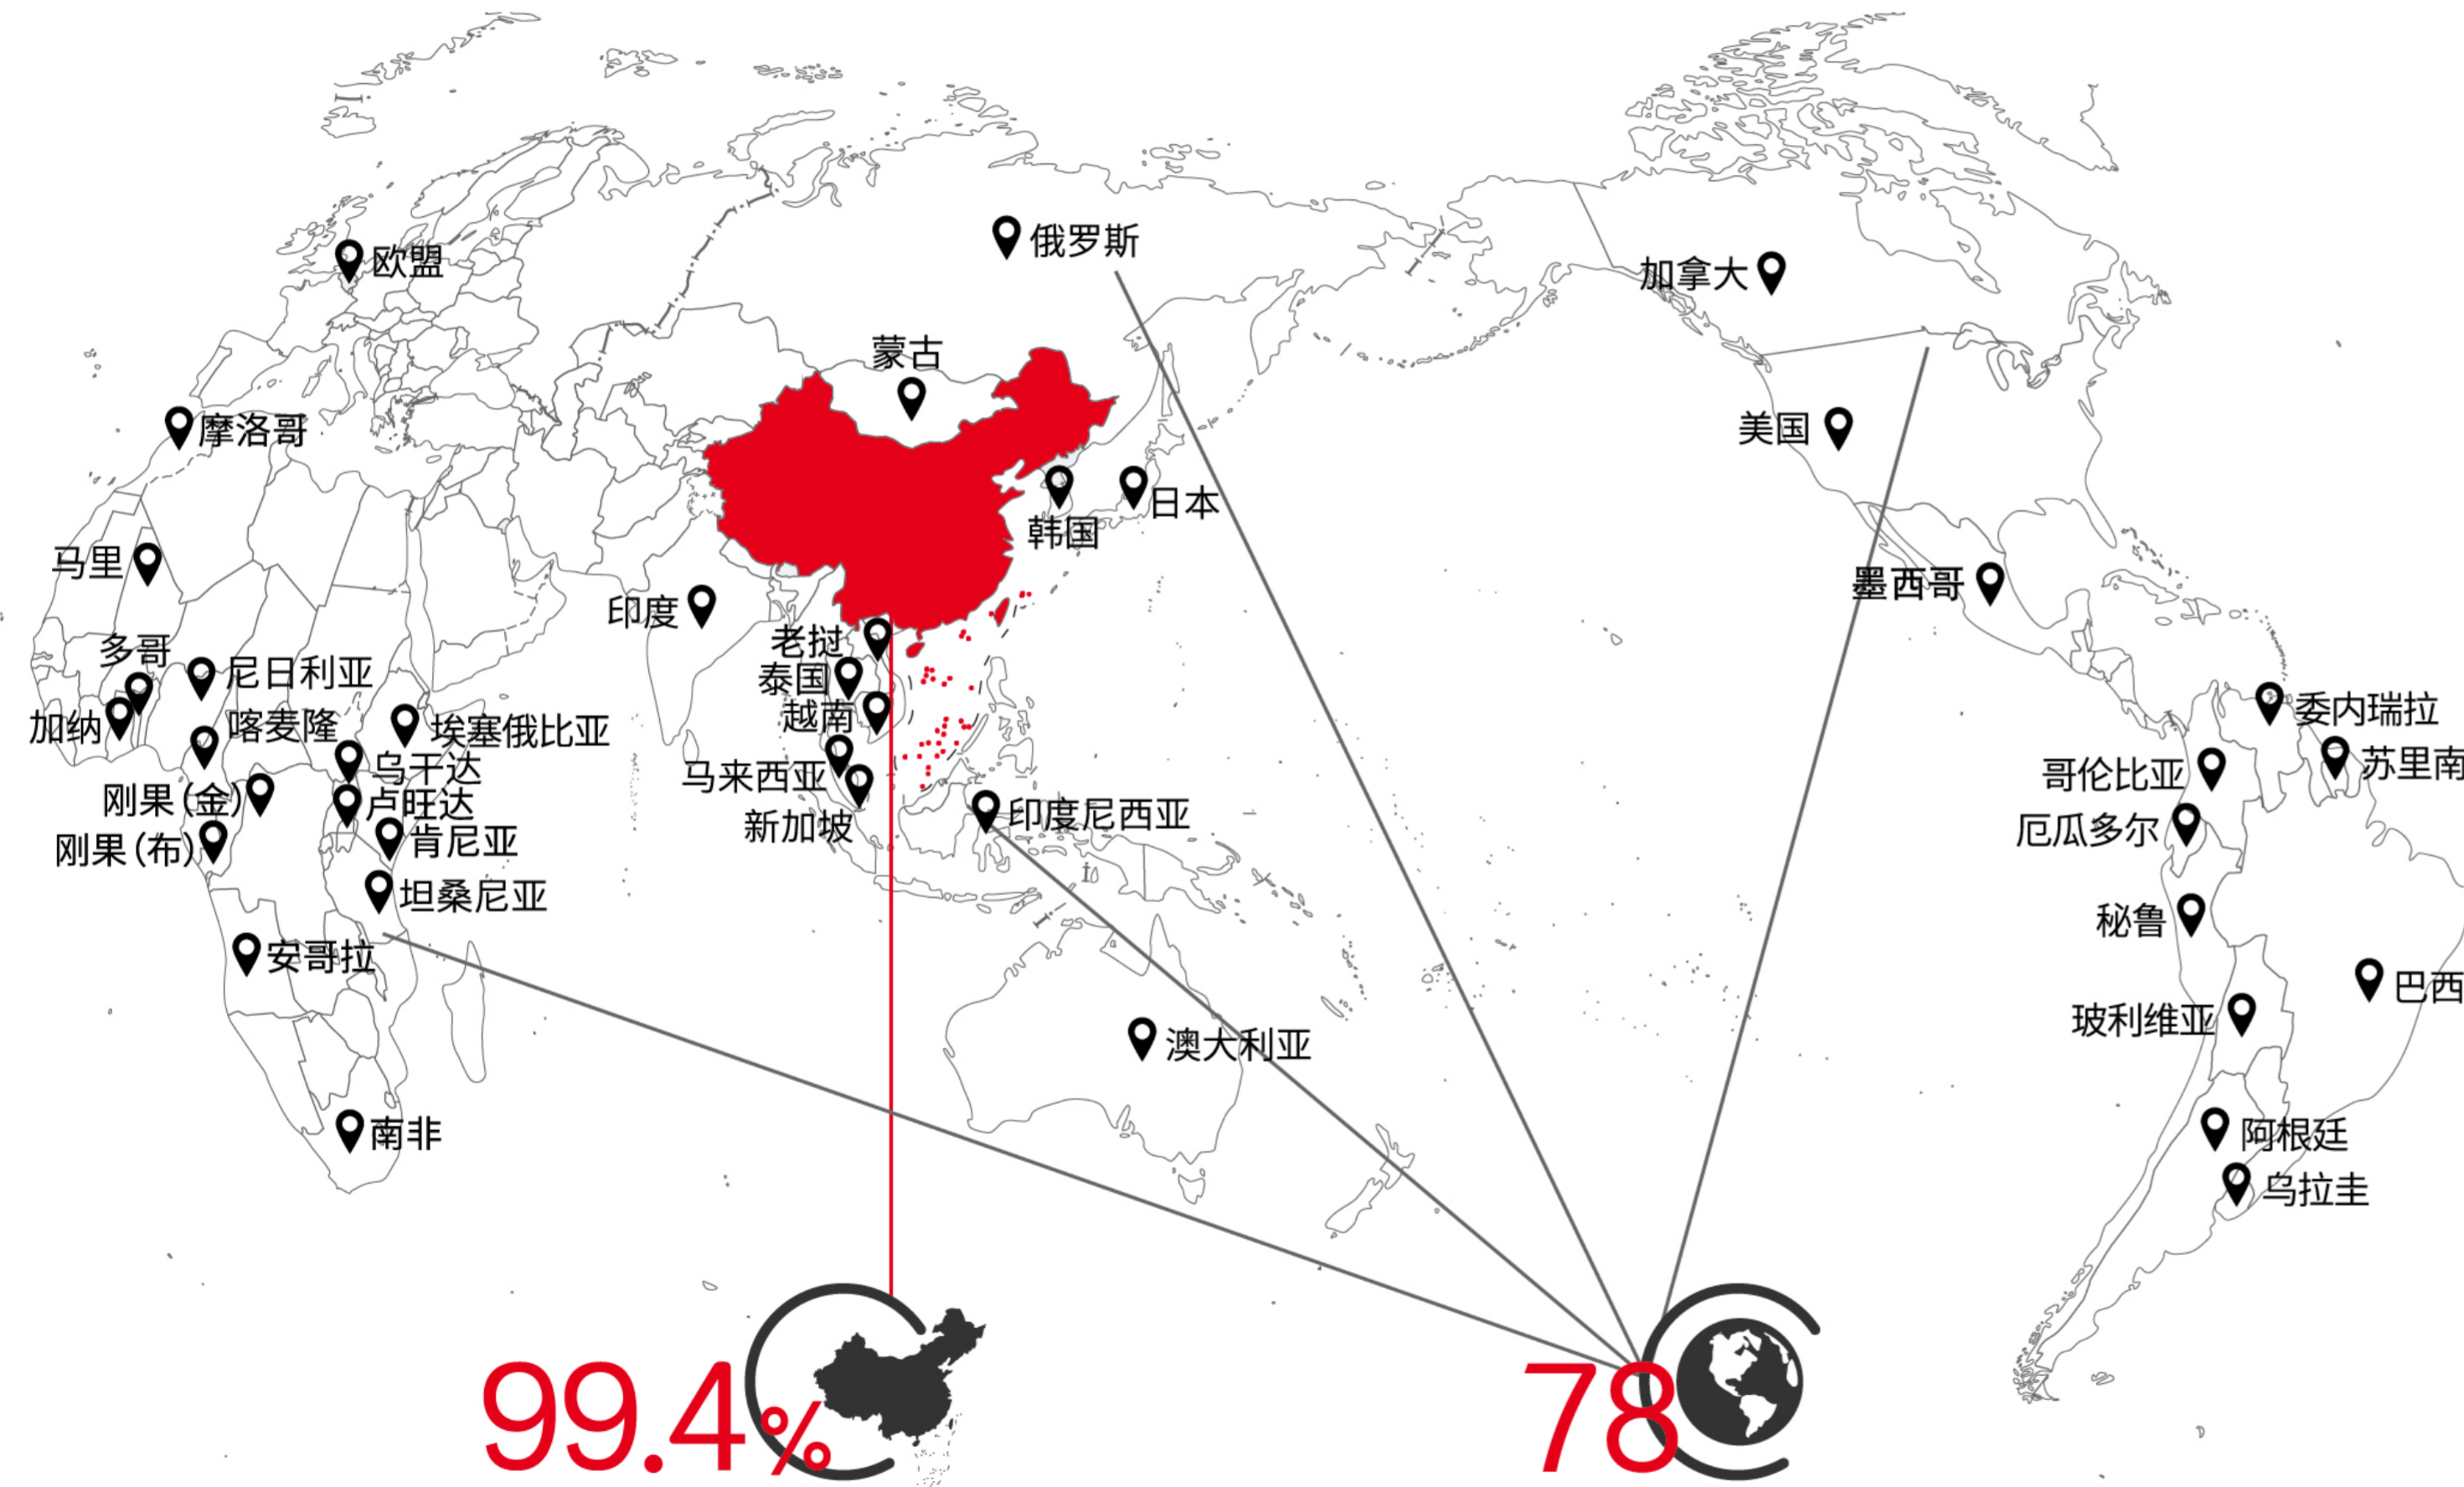 俄罗斯
欧盟
加拿大
蒙古
摩洛哥
美国
日本
韩国
马里
墨西哥
印度
老挝
多哥
尼日利亚
泰国
委内瑞拉
越南
加纳
喀麦隆
埃塞俄比亚
苏里南
乌干达
马来西亚
哥伦比亚
刚果(金)
卢旺达
印度尼西亚
新加坡
厄瓜多尔
肯尼亚
刚果(布)
坦桑尼亚
秘鲁
安哥拉
巴西
玻利维亚
澳大利亚
南非
阿根廷
乌拉圭
99.4%
78